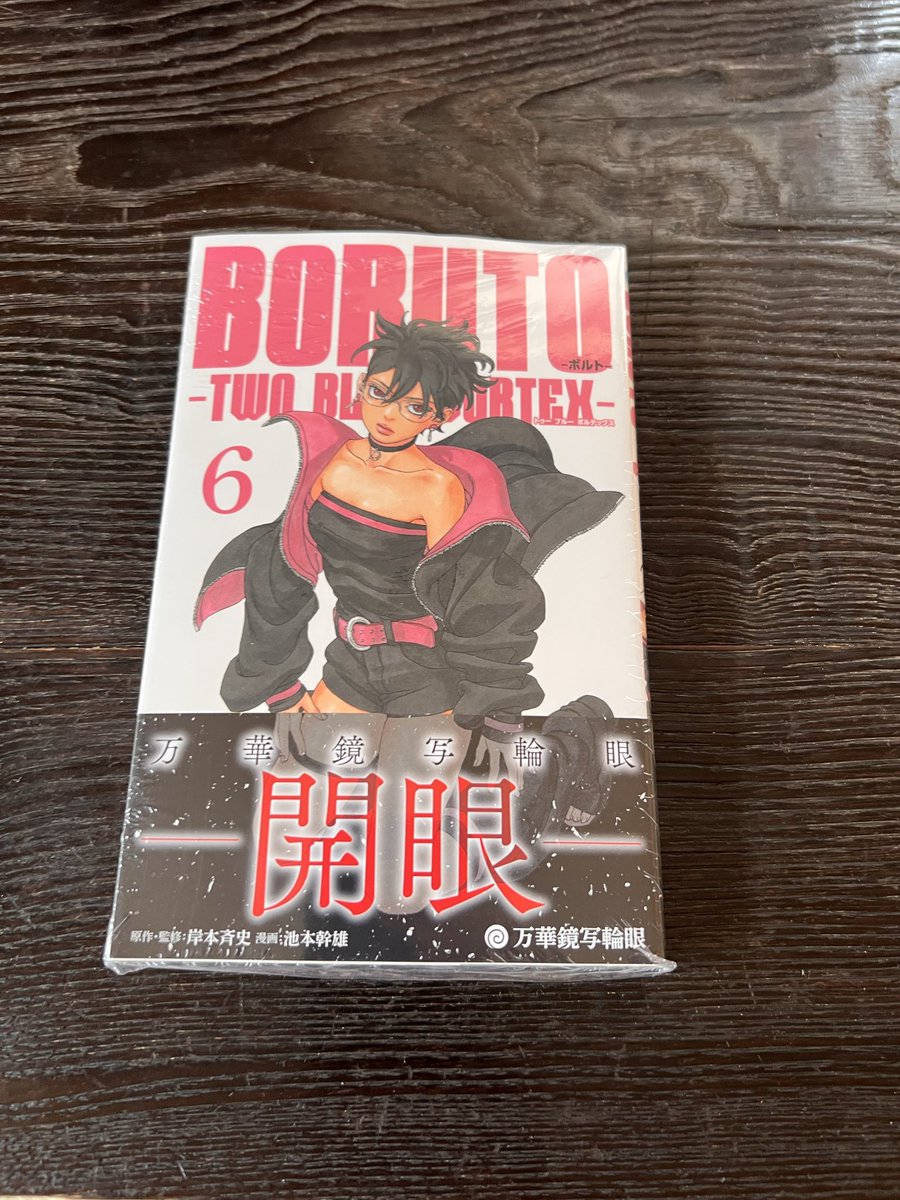 BORUTO
-ボルト-
-TWO BLUE VORTEX-
トゥー ブルー ボルテックス
6
万華鏡写輪眼
開眼
原作・監修:岸本斉史 漫画:池本幹雄
万華鏡写輪眼